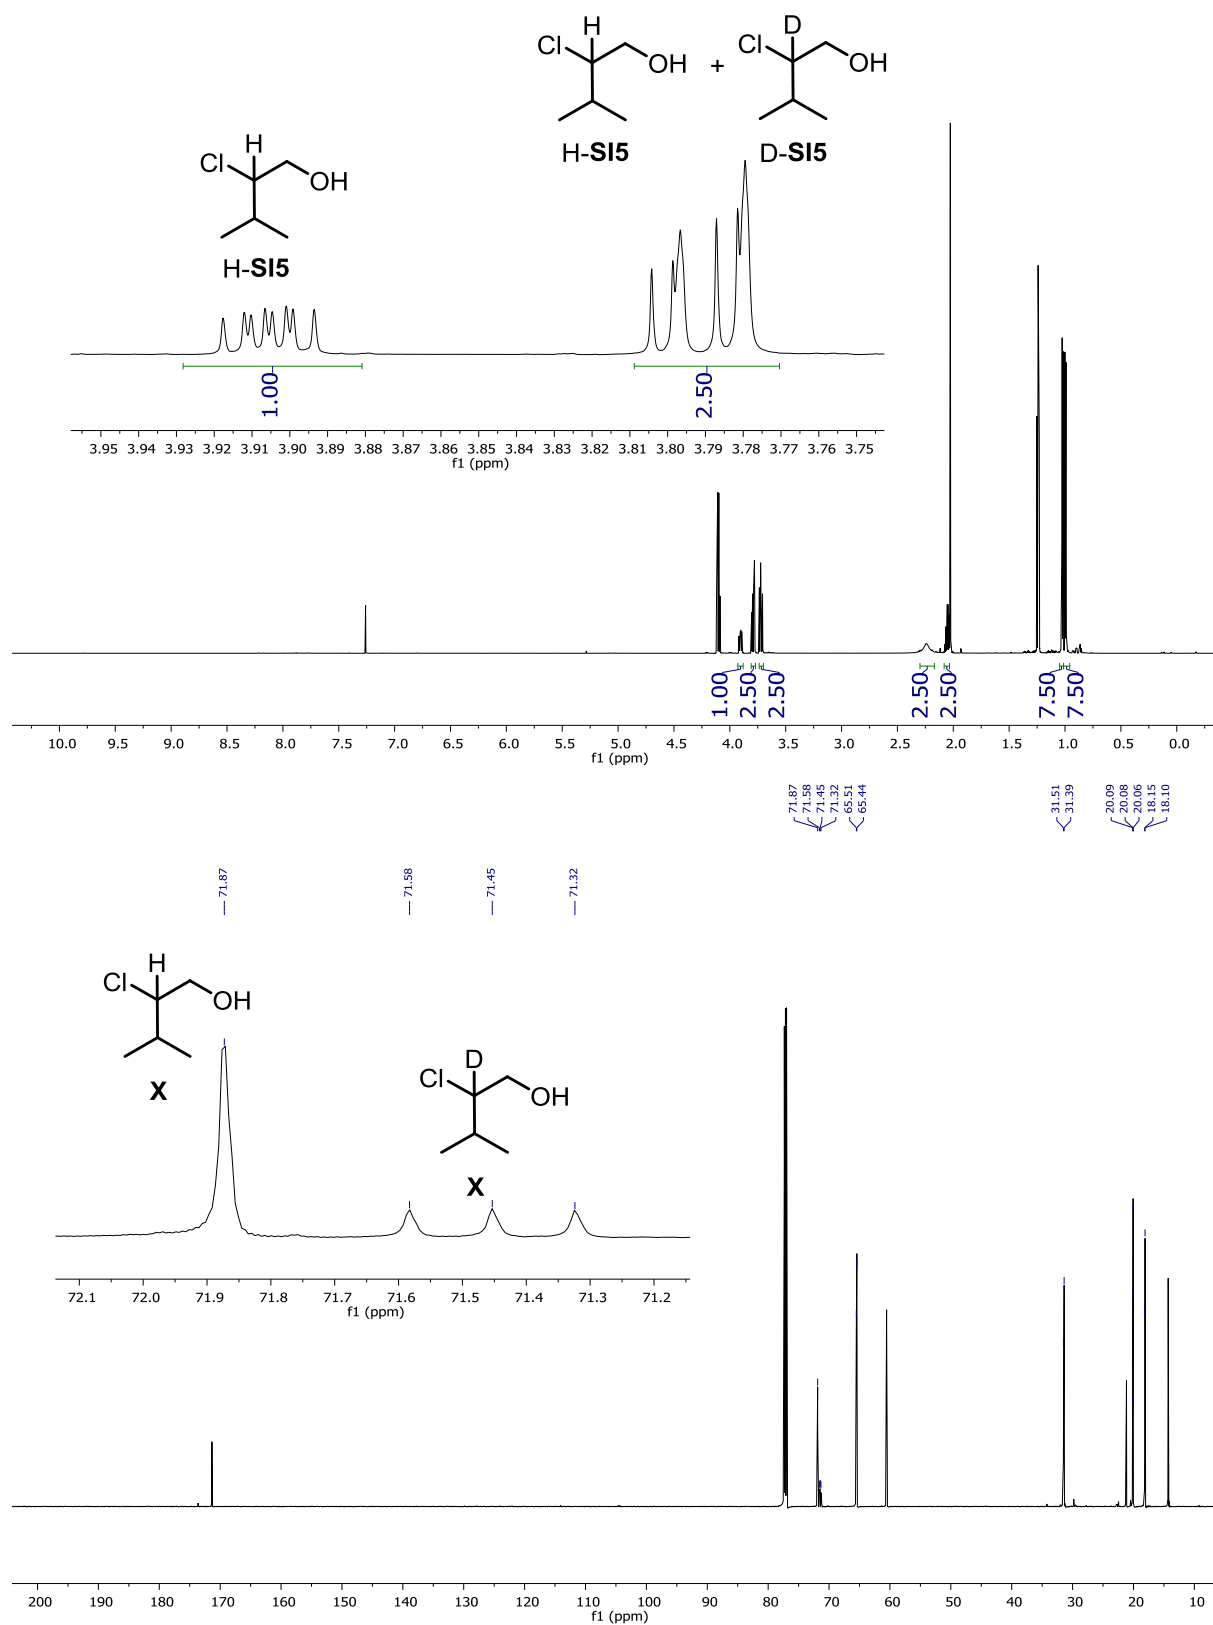 H
Cl
OH
+
D
Cl
OH
H-SI5
D-SI5
H
Cl
OH
H-SI5
1.00
2.50
3.95 3.94 3.93 3.92 3.91 3.90 3.89 3.88 3.87 3.86 3.85 3.84 3.83 3.82 3.81 3.80 3.79 3.78 3.77 3.76 3.75
f1 (ppm)
1.00
2.50
2.50
2.50
2.50
7.50
7.50
10.0 9.5 9.0 8.5 8.0 7.5 7.0 6.5 6.0 5.5 5.0 4.5 4.0 3.5 3.0 2.5 2.0 1.5 1.0 0.5 0.0
f1 (ppm)
71.87
71.58
71.45
71.32
65.51
65.44
31.51
31.39
20.09
20.08
20.06
18.15
18.10
71.87
71.58
71.45
71.32
H
Cl
OH
X
D
Cl
OH
X
72.1 72.0 71.9 71.8 71.7 71.6 71.5 71.4 71.3 71.2
f1 (ppm)
200 190 180 170 160 150 140 130 120 110 100 90 80 70 60 50 40 30 20 10
f1 (ppm)